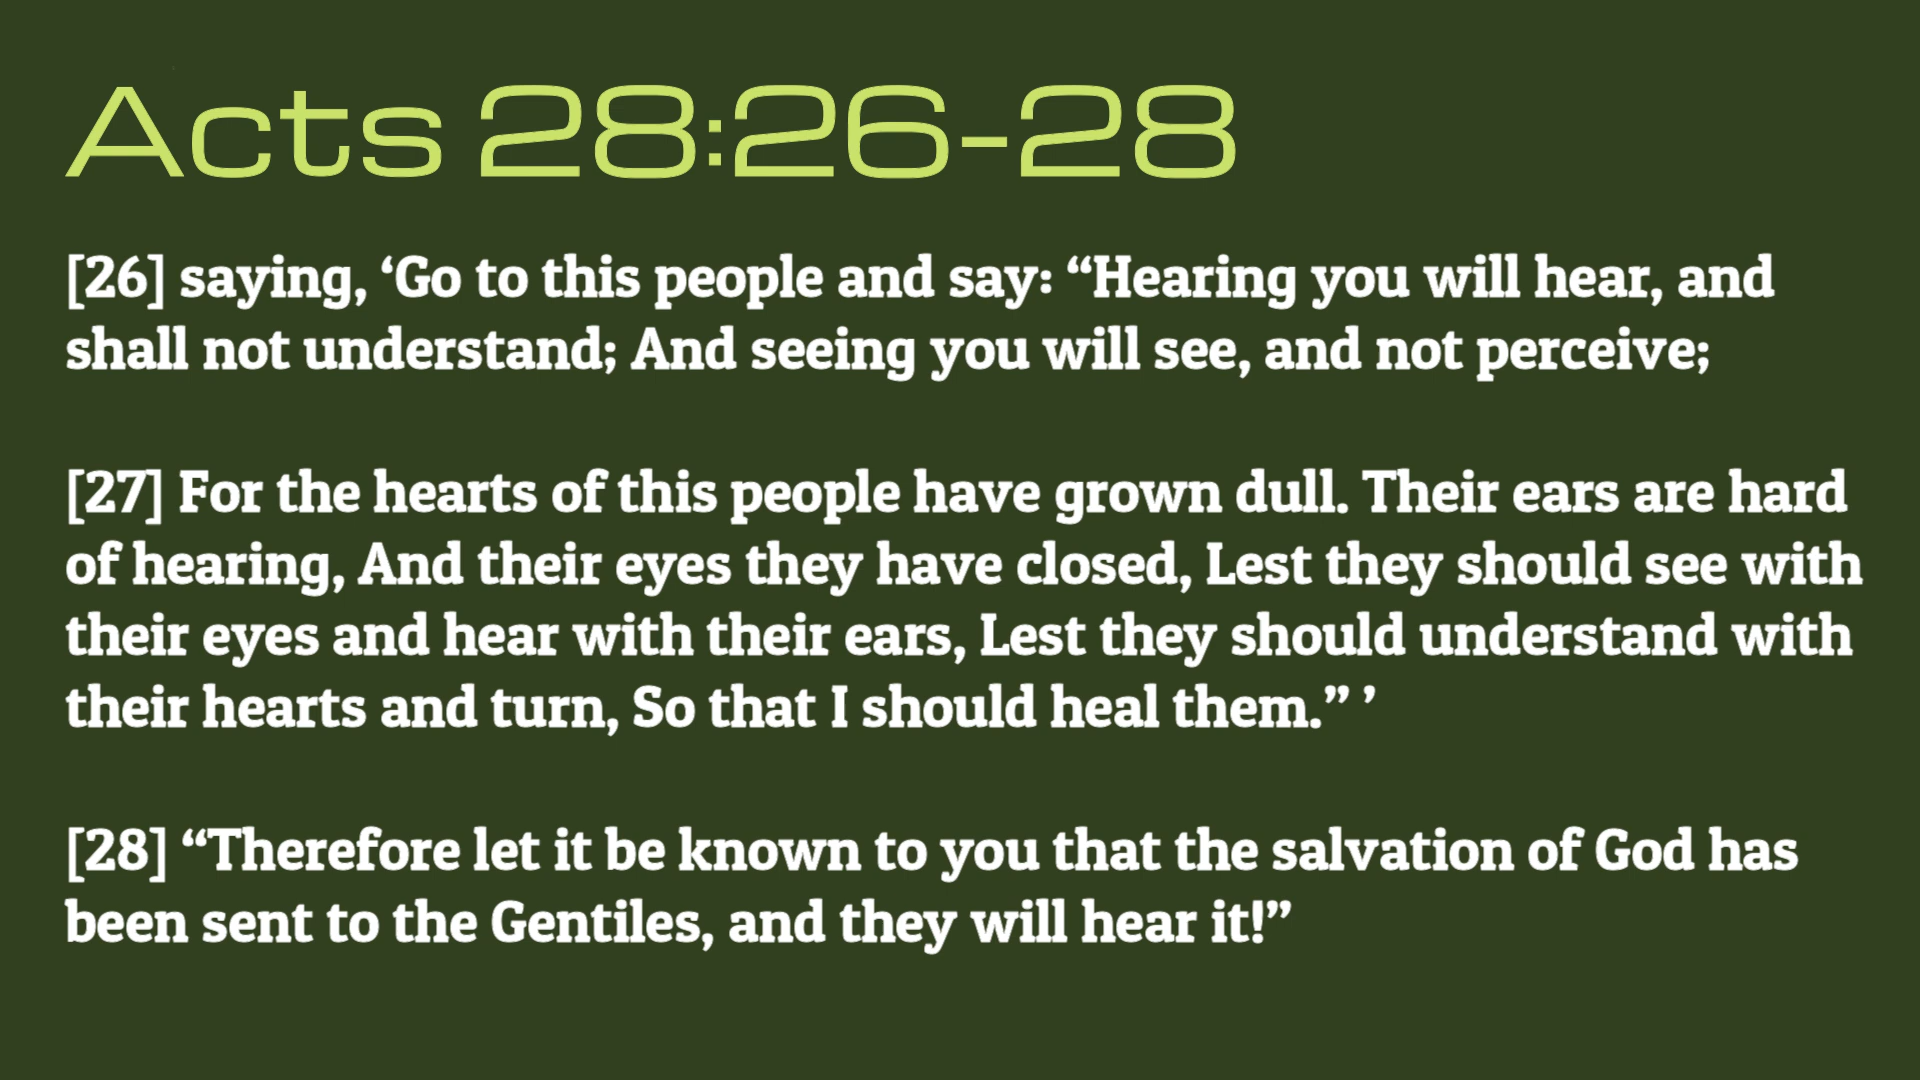 Acts 28:26-28
[26] saying, ‘Go to this people and say: “Hearing you will hear, and
shall not understand; And seeing you will see, and not perceive;
[27] For the hearts of this people have grown dull. Their ears are hard
of hearing, And their eyes they have closed, Lest they should see with
their eyes and hear with their ears, Lest they should understand with
their hearts and turn, So that I should heal them.” ’
[28] “Therefore let it be known to you that the salvation of God has
been sent to the Gentiles, and they will hear it!”